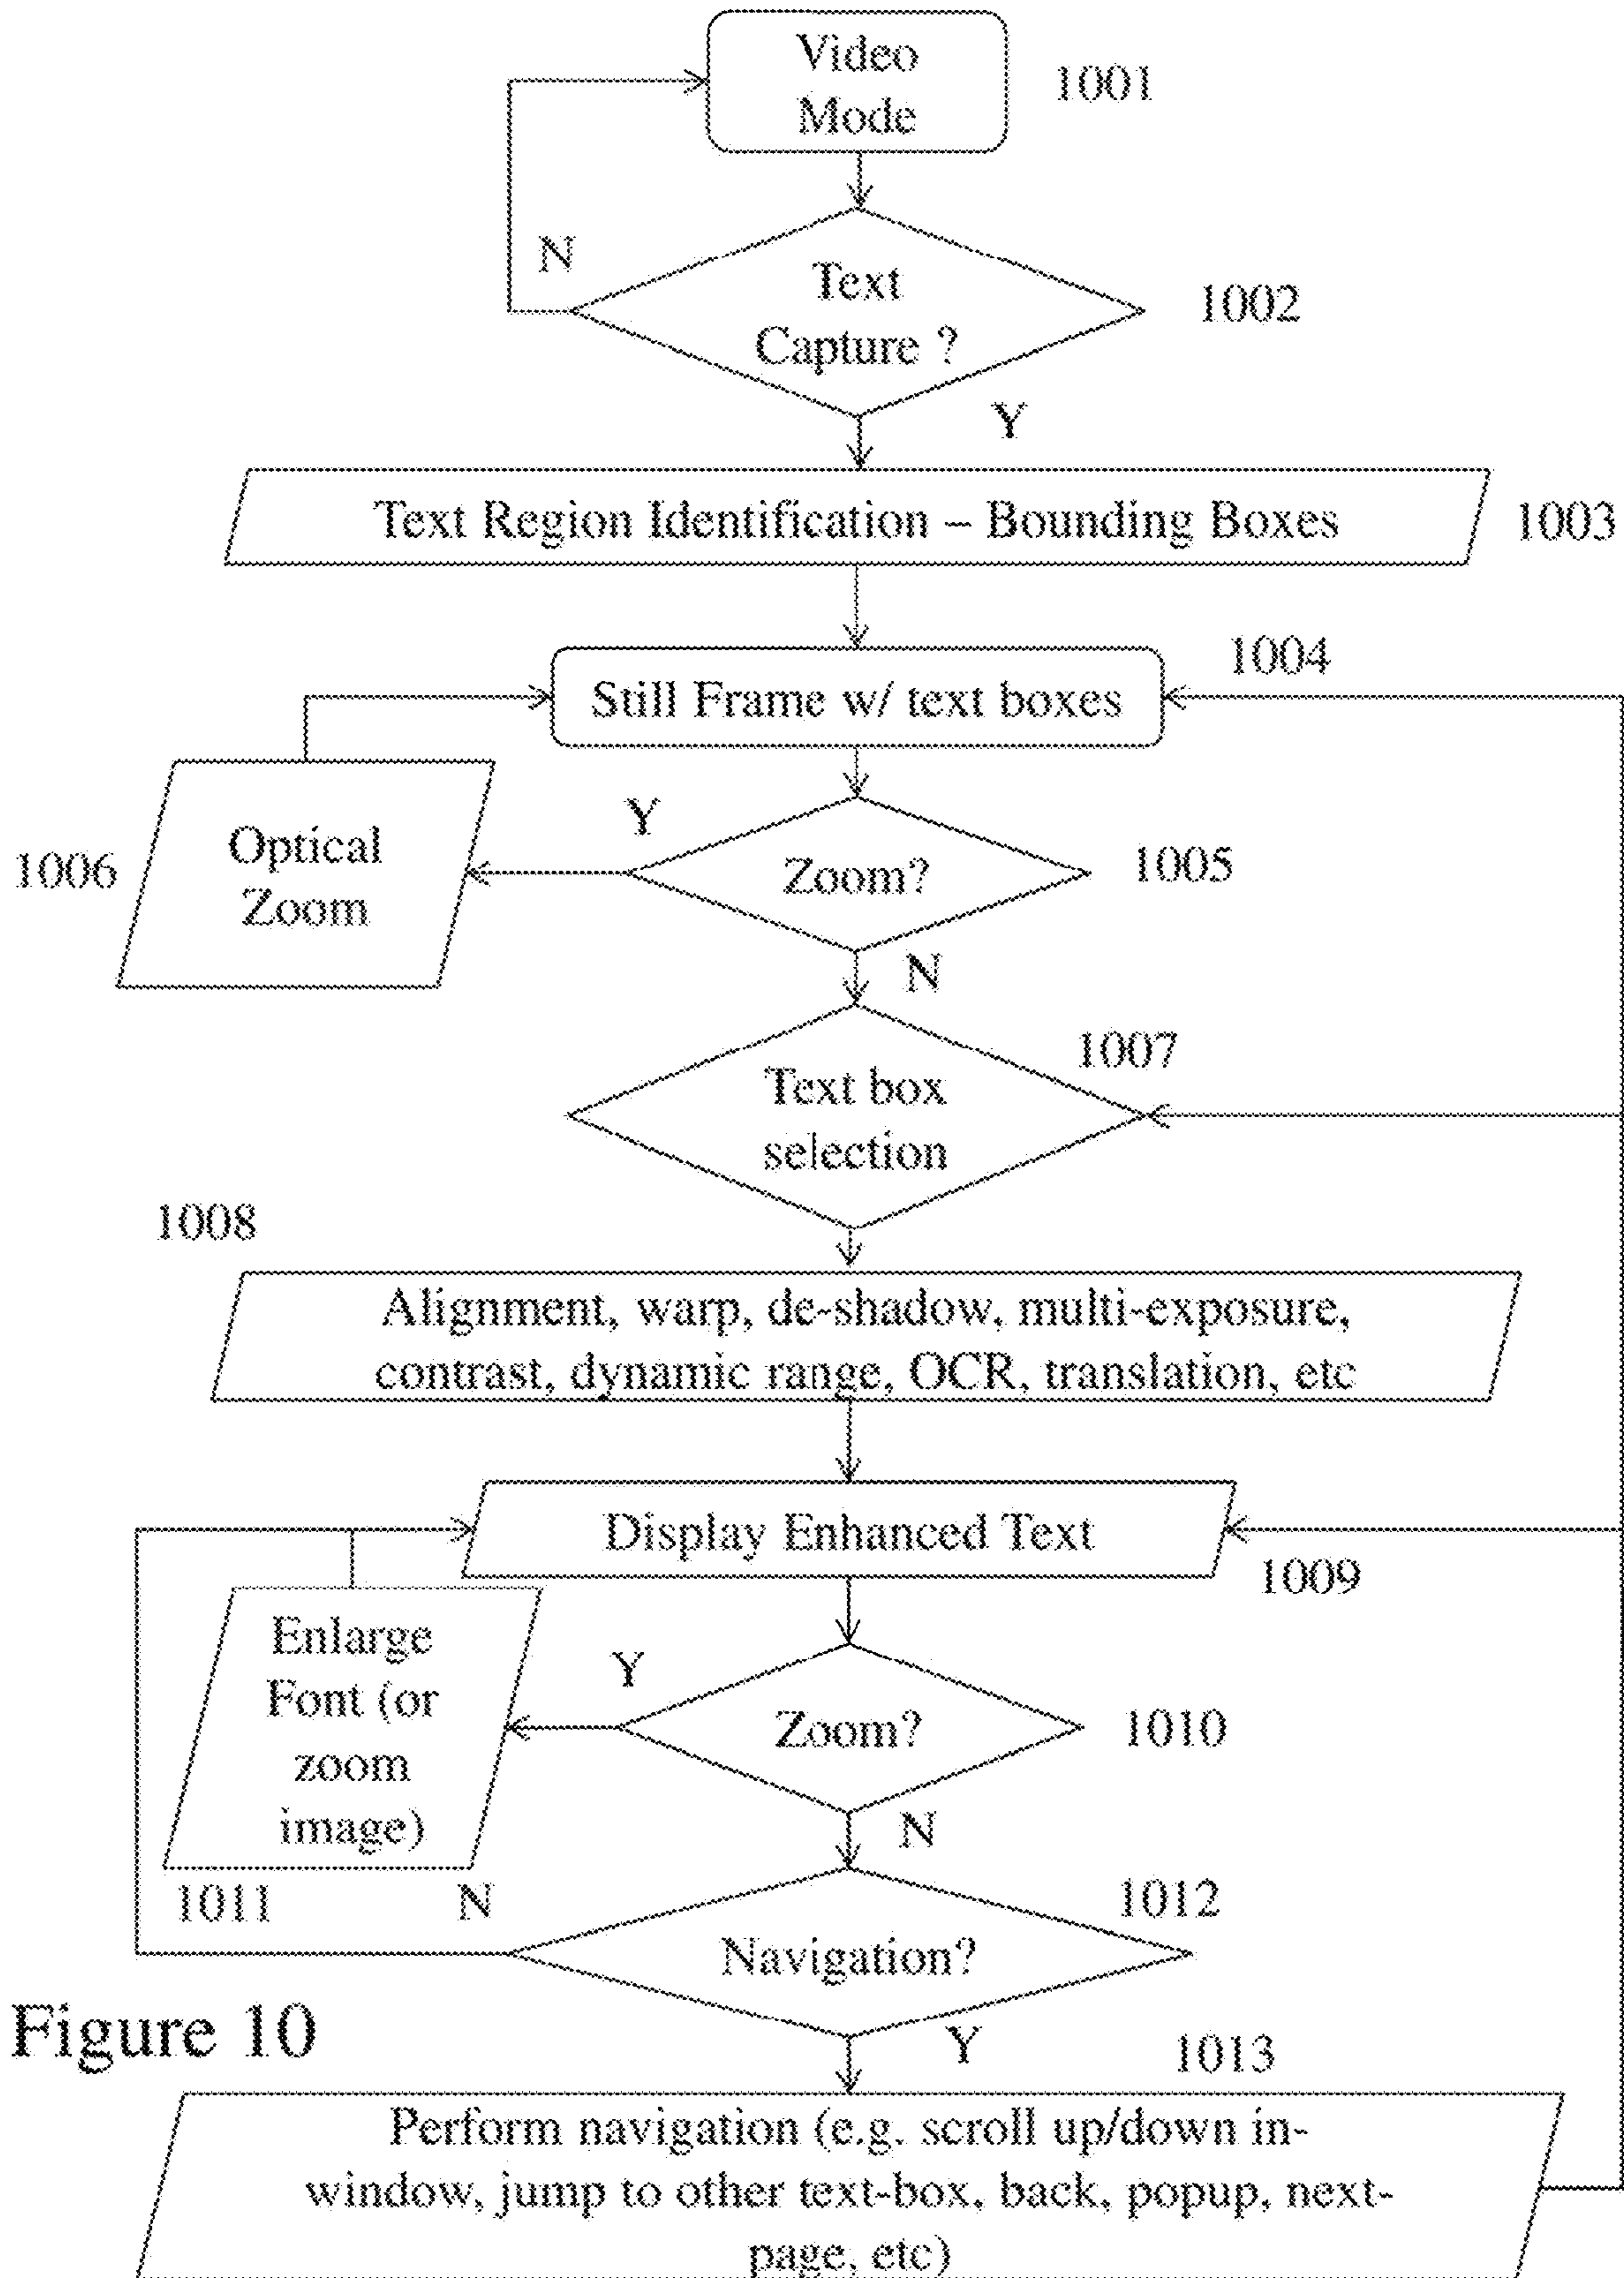 Video
Mode
1001
N
Text
Capture ?
1002
Y
Text Region Identification – Bounding Boxes
1003
1004
Still Frame w/ text boxes
Y
Optical
Zoom
1006
Zoom?
1005
N
1007
Text box
selection
1008
Alignment, warp, de-shadow, multi-exposure,
contrast, dynamic range, OCR, translation, etc
Display Enhanced Text
1009
Enlarge
Font (or
zoom
image)
1011
Y
Zoom?
1010
N
N
1012
Navigation?
Figure 10
Y
1013
Perform navigation (e.g. scroll up/down in-
window, jump to other text-box, back, popup, next-
page, etc)